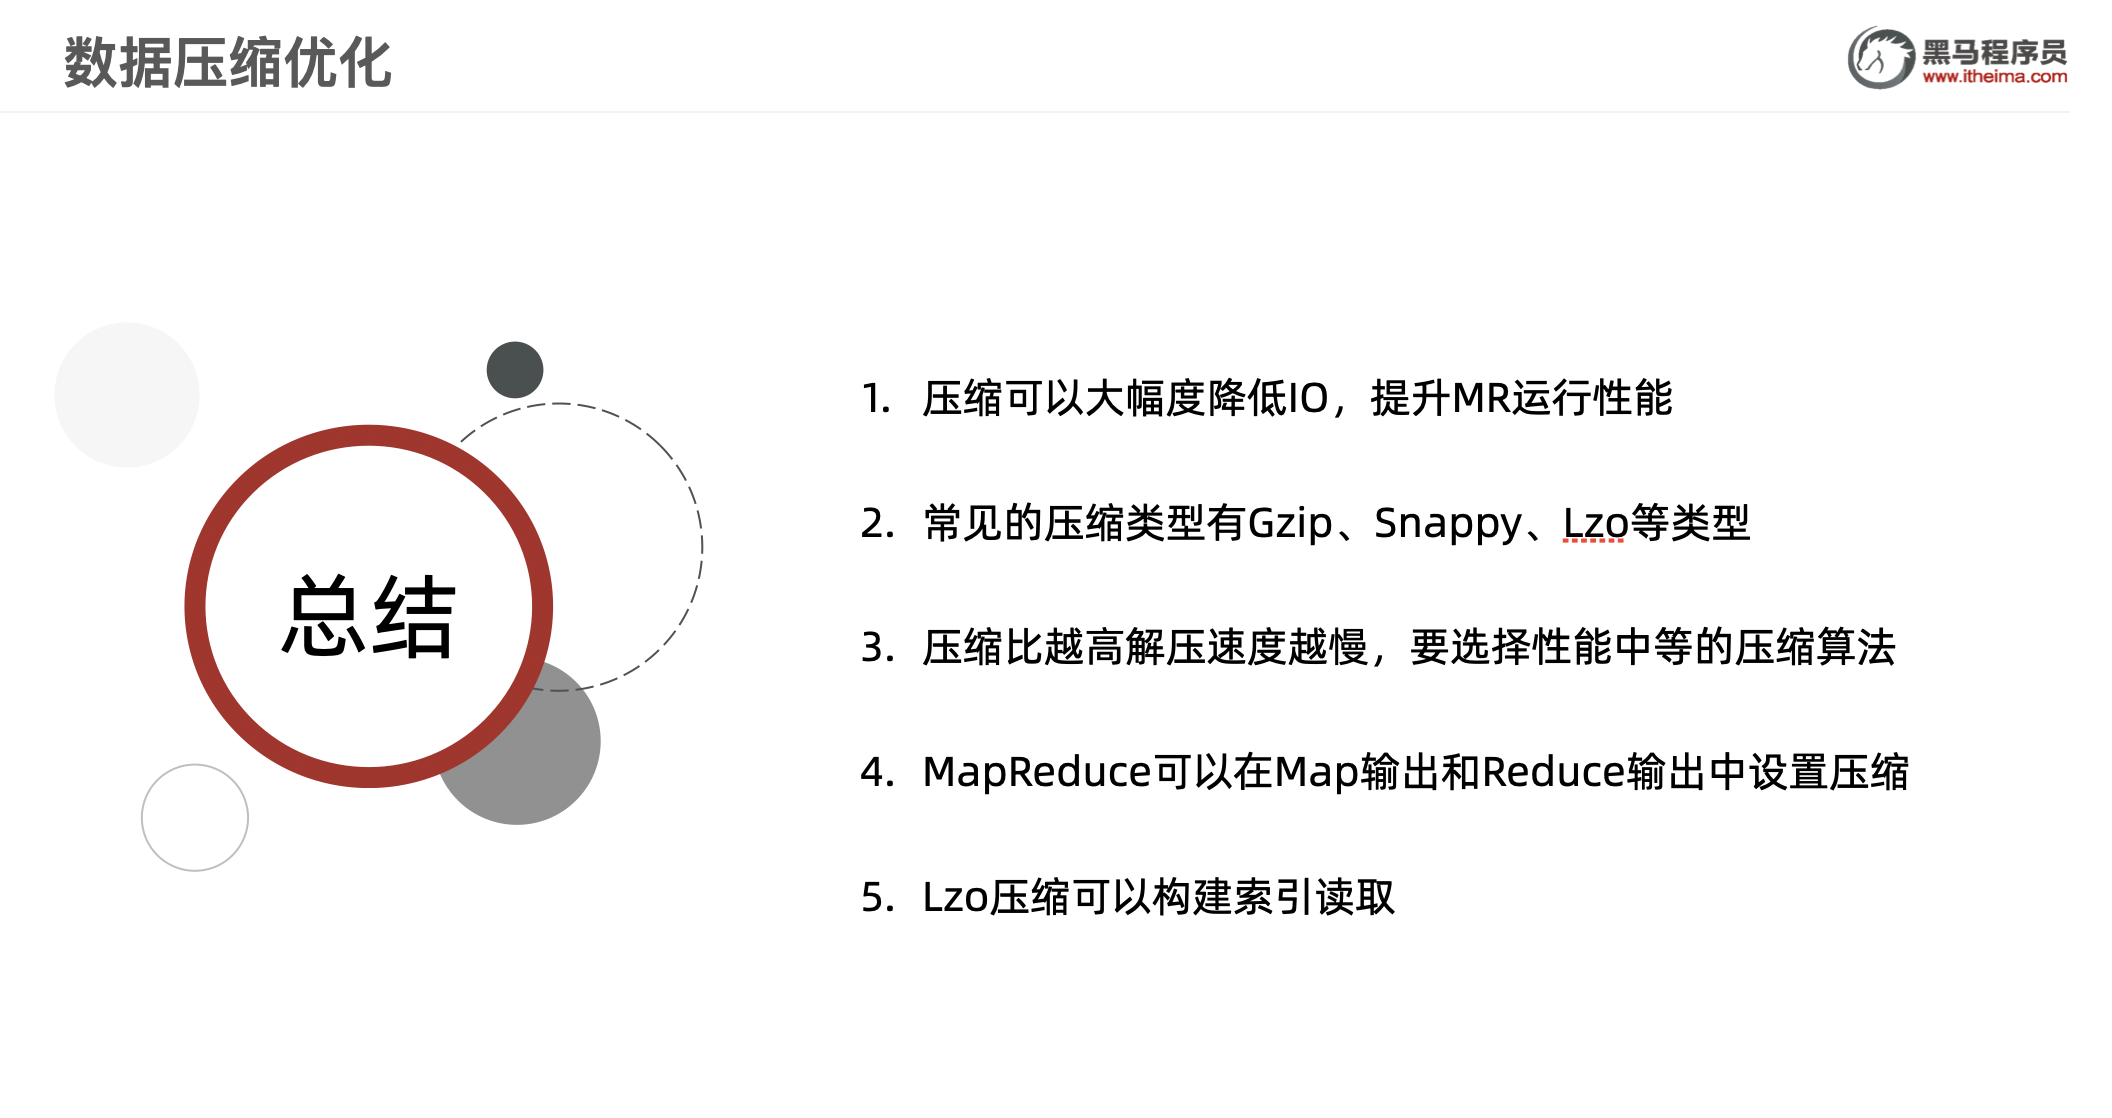 数据压缩优化
黑马程序员
www.itheima.com
总结
1. 压缩可以大幅度降低IO，提升MR运行性能
2. 常见的压缩类型有Gzip、Snappy、Lzo等类型
3. 压缩比越高解压速度越慢，要选择性能中等的压缩算法
4. MapReduce可以在Map输出和Reduce输出中设置压缩
5. Lzo压缩可以构建索引读取